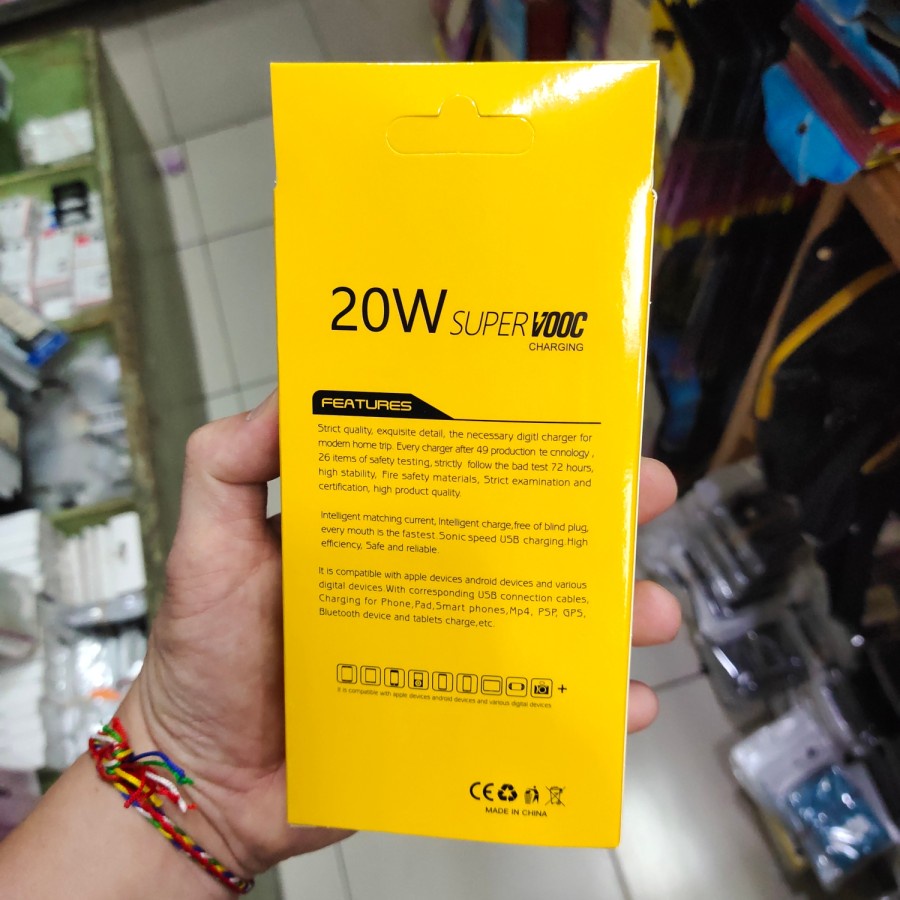 20W SUPER VOOC
CHARGING
FEATURES
Strict quality, exquisite detail, the necessary digitl charger for
modern home trip. Every charger after 49 production te cnnology ,
26 items of safety testing, strictly follow the bad test 72 hours,
high stability, Fire safety materials, Strict examination and
certification, high product quality.
Intelligent matching current, Intelligent charge,free of blind plug,
every mouth is the fastest Sonic speed USB charging.High
efficiency, Safe and reliable.
It is compatible with apple devices android devices and various
digital devices.With corresponding USB connection cables,
Charging for Phone,Pad,Smart phones,Mp4, PSP, GPS,
Bluetooth device and tablets charge,etc.
+
It is compatible with apple devices android devices and various digital devices
CE
MADE IN CHINA